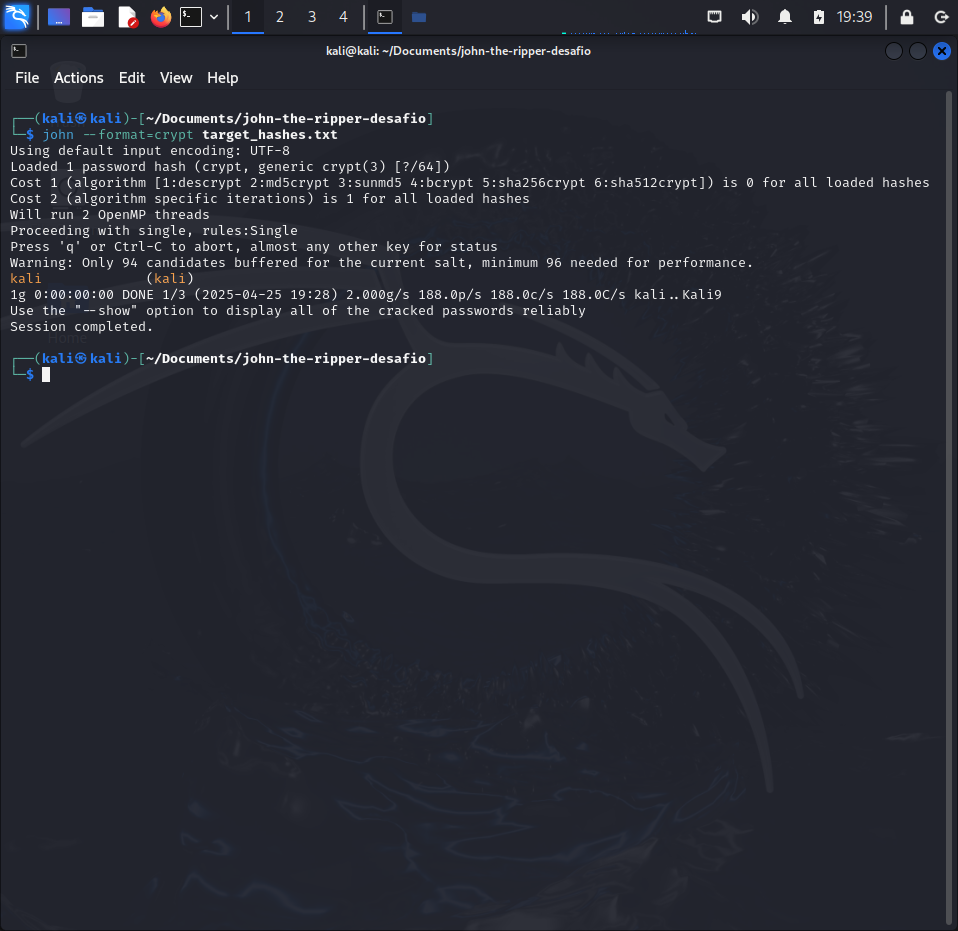 1 2 3 4 19:39
kali@kali: ~/Documents/john-the-ripper-desafio
File Actions Edit View Help
┌──(kali㉿kali)-[~/Documents/john-the-ripper-desafio]
└─$ john --format=crypt target_hashes.txt
Using default input encoding: UTF-8
Loaded 1 password hash (crypt, generic crypt(3) [?/64])
Cost 1 (algorithm [1:descrypt 2:md5crypt 3:sunmd5 4:bcrypt 5:sha256crypt 6:sha512crypt]) is 0 for all loaded hashes
Cost 2 (algorithm specific iterations) is 1 for all loaded hashes
Will run 2 OpenMP threads
Proceeding with single, rules:Single
Press 'q' or Ctrl-C to abort, almost any other key for status
Warning: Only 94 candidates buffered for the current salt, minimum 96 needed for performance.
kali             (kali)
1g 0:00:00:00 DONE 1/3 (2025-04-25 19:28) 2.000g/s 188.0p/s 188.0c/s 188.0C/s kali..Kali9
Use the "--show" option to display all of the cracked passwords reliably
Session completed.
Home
┌──(kali㉿kali)-[~/Documents/john-the-ripper-desafio]
└─$